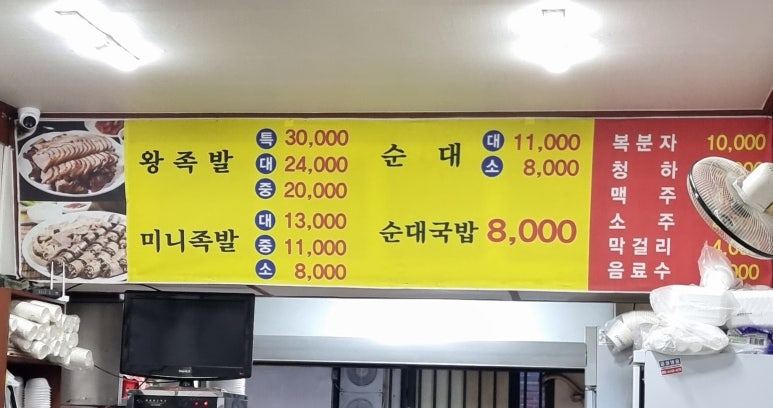 왕족발
특 30,000
대 24,000
중 20,000
미니족발
대 13,000
중 11,000
소 8,000
순대
대 11,000
소 8,000
순대국밥 8,000
복분자 10,000
청하
맥주
소주
막걸리
음료수